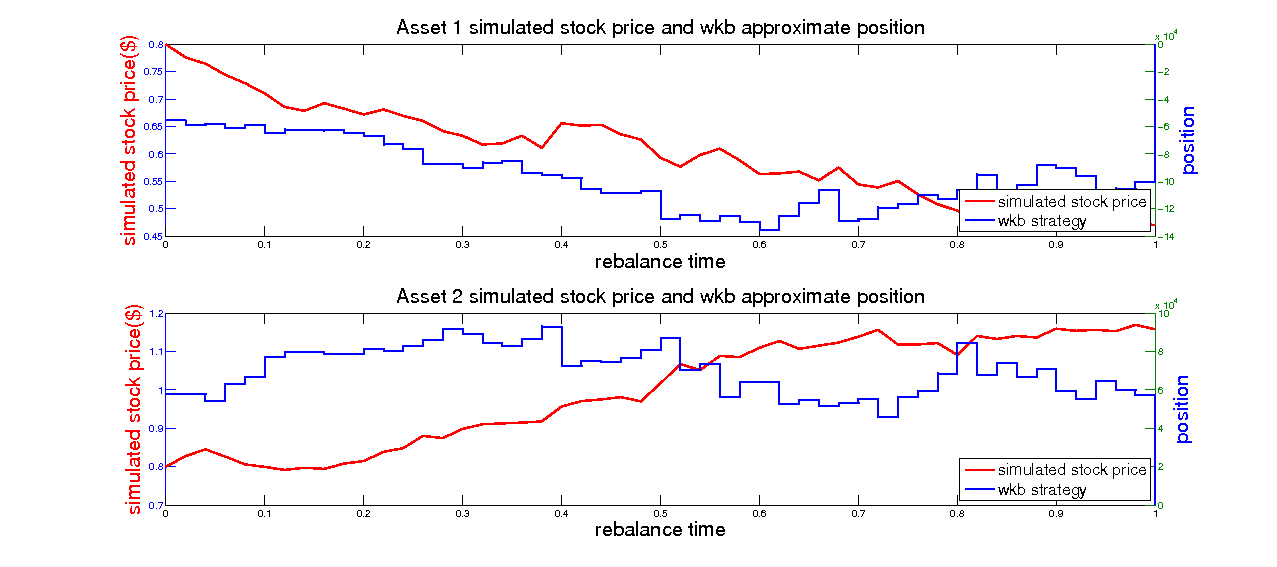 Asset 1 simulated stock price and wkb approximate position
x 10^4
simulated stock price($)
0.8
0.75
0.7
0.65
0.6
0.55
0.5
0.45
0
-2
-4
-6
-8
-10
-12
-14
position
simulated stock price
wkb strategy
0 0.1 0.2 0.3 0.4 0.5 0.6 0.7 0.8 0.9 1
rebalance time
Asset 2 simulated stock price and wkb approximate position
x 10^4
simulated stock price($)
1.2
1.1
1
0.9
0.8
0.7
10
8
6
4
2
0
position
simulated stock price
wkb strategy
0 0.1 0.2 0.3 0.4 0.5 0.6 0.7 0.8 0.9 1
rebalance time